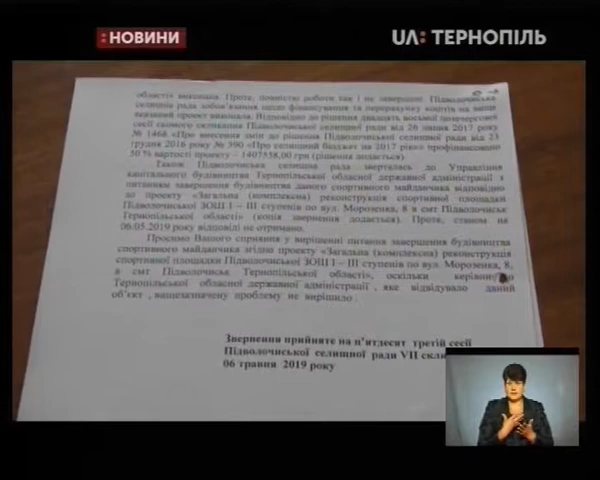 НОВИНИ
UA: ТЕРНОПІЛЬ
області» виконала. Проте, повністю роботи так і не завершені. Підволочиська
селищна рада зобов'язання щодо фінансування та перерахунку коштів на вище
вказаний проект виконала. Відповідно до рішення двадцять восьмої позачергової
сесії сьомого скликання Підволочиської селищної ради від 26 липня 2017 року
№ 1468 «Про внесення змін до рішення Підволочиської селищної ради від 23
грудня 2016 року № 990 «Про селищний бюджет на 2017 рік» профінансовано
50 % вартості проекту – 1407558,00 грн (рішення додається).
Також Підволочиська селищна рада зверталась до Управління
капітального будівництва Тернопільської обласної державної адміністрації з
питанням завершення будівництва даного спортивного майданчика відповідно
до проекту «Загальна (комплексна) реконструкція спортивної площадки
Підволочиської ЗОШ І – ІІІ ступенів по вул. Морозенка, 8 в смт Підволочиськ
Тернопільської області» (копія звернення додається). Проте, станом на
06.05.2019 року відповіді не отримано.
Просимо Вашого сприяння у вирішенні питання завершення будівництва
спортивного майданчика згідно проекту «Загальна (комплексна) реконструкція
спортивної площадки Підволочиської ЗОШ І – ІІІ ступенів по вул. Морозенка, 8,
в смт Підволочиськ Тернопільської області», оскільки
Тернопільської обласної державної адміністрації , яке відвідувало даний
об'єкт , вищезазначену проблему не вирішило .
Звернення прийняте на п'ятдесят третій сесії
Підволочиської селищної ради VII
06 травня 2019 року